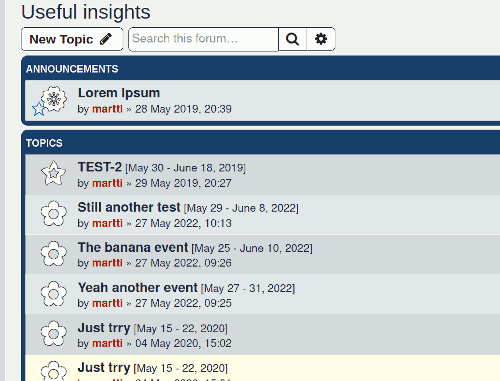 Useful insights
New Topic
Search this forum…
ANNOUNCEMENTS
Lorem Ipsum
by martti » 28 May 2019, 20:39
TOPICS
TEST-2 [May 30 - June 18, 2019]
by martti » 29 May 2019, 20:27
Still another test [May 29 - June 8, 2022]
by martti » 27 May 2022, 10:13
The banana event [May 25 - June 10, 2022]
by martti » 27 May 2022, 09:26
Yeah another event [May 27 - 31, 2022]
by martti » 27 May 2022, 09:25
Just trry [May 15 - 22, 2020]
by martti » 04 May 2020, 15:02
Just trry [May 15 - 22, 2020]
by martti » 04 May 2020,